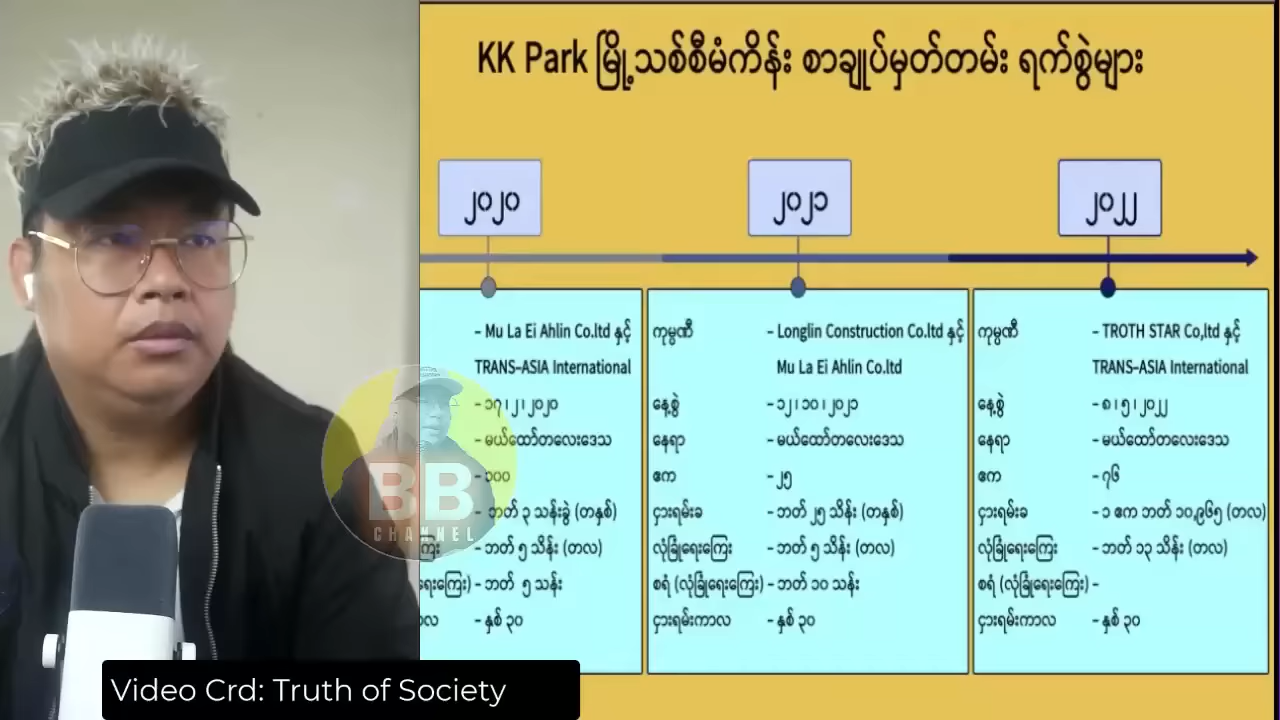 KK Park မြို့သစ်စီမံကိန်း စာချုပ်မှတ်တမ်း ရက်စွဲများ
၂၀၂၀
၂၀၂၁
၂၀၂၂
- Mu La Ei Ahlin Co.ltd နှင့်
TRANS-ASIA International
- ၁၇ ၊ ၂ ၊ ၂၀၂၀
- မယ်ထော်တလေးဒေသ
- ၁၀၀
- ဘတ် ၃ သန်းခွဲ (တနှစ်)
ကြေး - ဘတ် ၅ သိန်း (တလ)
ရေးကြေး) - ဘတ် ၅ သန်း
လ - နှစ် ၃၀
ကုမ္ပဏီ - Longlin Construction Co.ltd နှင့်
Mu La Ei Ahlin Co.ltd
နေ့စွဲ - ၁၂ ၊ ၁၀ ၊ ၂၀၂၁
နေရာ - မယ်ထော်တလေးဒေသ
ဧက - ၂၅
ငှားရမ်းခ - ဘတ် ၂၅ သိန်း (တနှစ်)
လုံခြုံရေးကြေး - ဘတ် ၅ သိန်း (တလ)
စရံ (လုံခြုံရေးကြေး) - ဘတ် ၁၀ သန်း
ငှားရမ်းကာလ - နှစ် ၃၀
ကုမ္ပဏီ - TROTH STAR Co,ltd နှင့်
TRANS-ASIA International
နေ့စွဲ - ၈ ၊ ၅ ၊ ၂၀၂၂
နေရာ - မယ်ထော်တလေးဒေသ
ဧက - ၇၆
ငှားရမ်းခ - ၁ ဧက ဘတ် ၁၀,၉၆၅ (တလ)
လုံခြုံရေးကြေး - ဘတ် ၁၃ သိန်း (တလ)
စရံ (လုံခြုံရေးကြေး) -
ငှားရမ်းကာလ - နှစ် ၃၀
BB
CHANNEL
Video Crd: Truth of Society